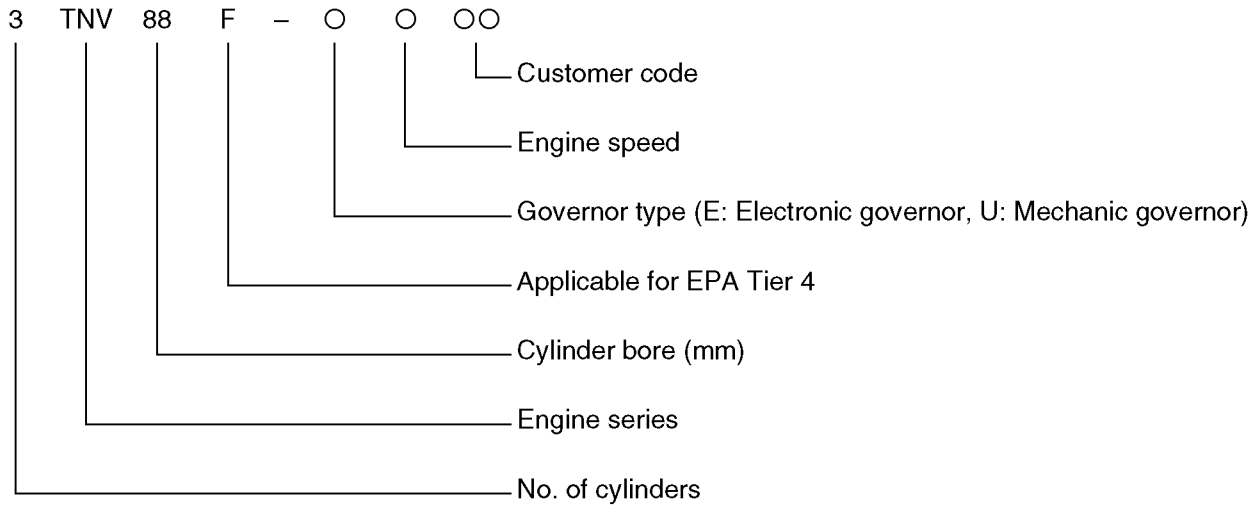 3 TNV 88 F – ○ ○ ○○
Customer code
Engine speed
Governor type (E: Electronic governor, U: Mechanic governor)
Applicable for EPA Tier 4
Cylinder bore (mm)
Engine series
No. of cylinders